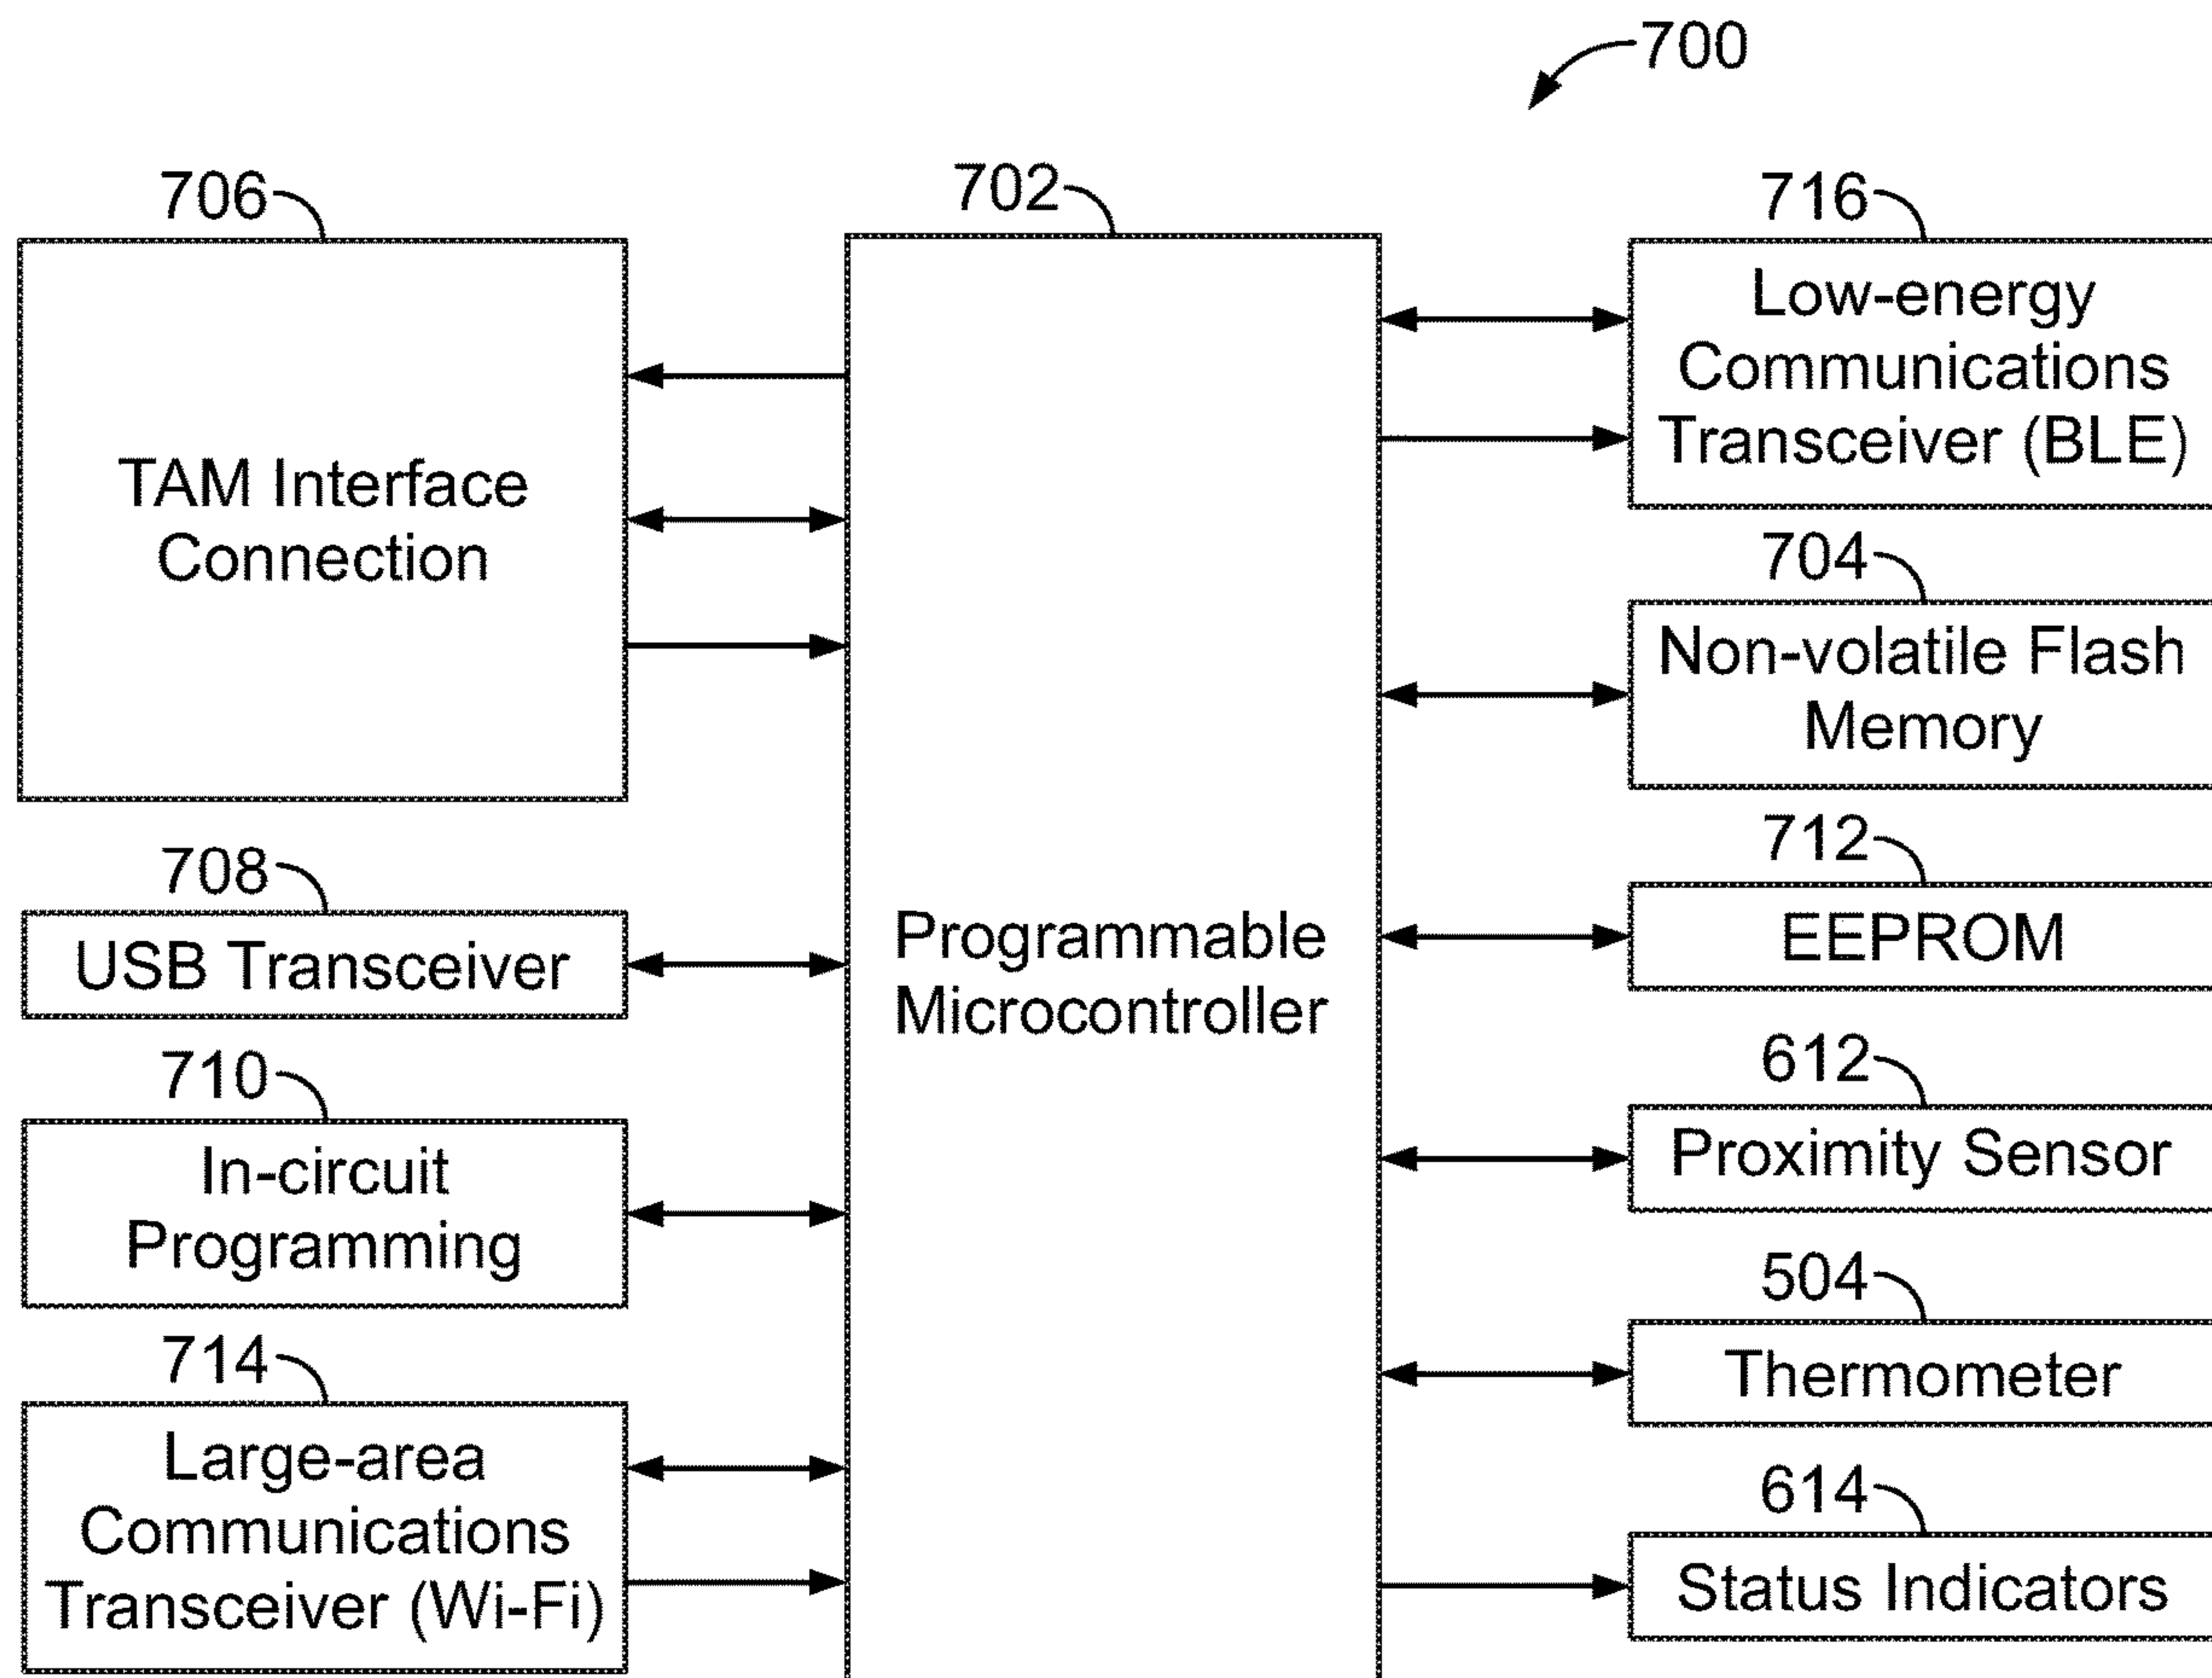 700
706
TAM Interface
Connection
708
USB Transceiver
710
In-circuit
Programming
714
Large-area
Communications
Transceiver (Wi-Fi)
702
Programmable
Microcontroller
716
Low-energy
Communications
Transceiver (BLE)
704
Non-volatile Flash
Memory
712
EEPROM
612
Proximity Sensor
504
Thermometer
614
Status Indicators